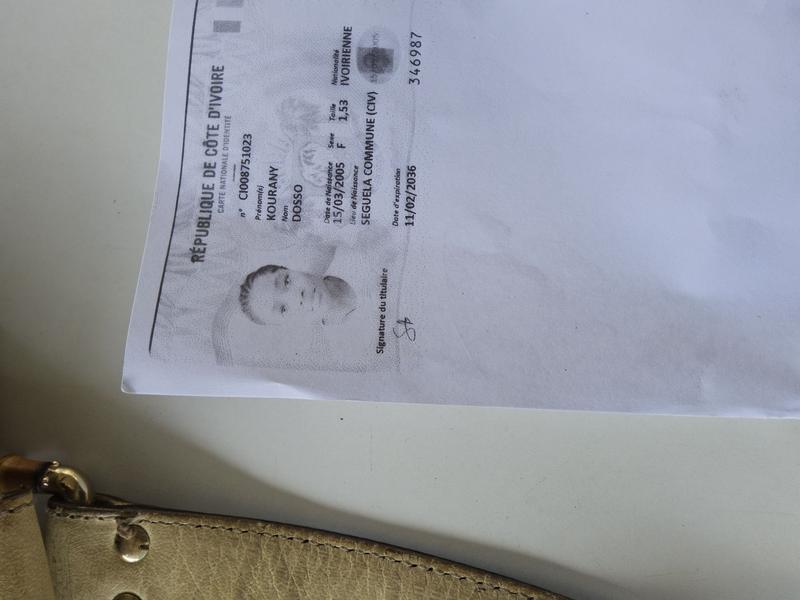 RÉPUBLIQUE DE CÔTE D'IVOIRE
CARTE NATIONALE D'IDENTITÉ
n° CI008751023
Prénom(s)
KOURANY
Nom
DOSSO
Date de Naissance Sexe Taille Nationalité
15/03/2005 F 1,53 IVOIRIENNE
Lieu de Naissance
SEGUELA COMMUNE (CIV)
Date d'expiration
11/02/2036
346987
Signature du titulaire